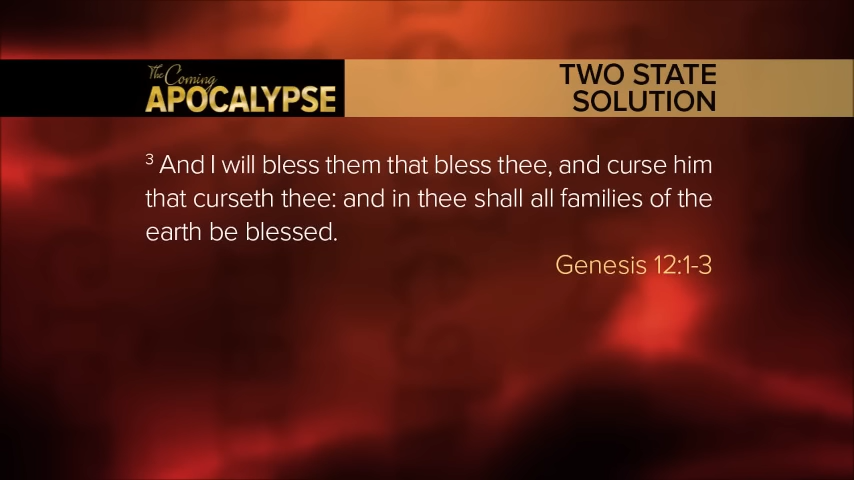 The Coming
APOCALYPSE
TWO STATE
SOLUTION
³ And I will bless them that bless thee, and curse him
that curseth thee: and in thee shall all families of the
earth be blessed.
Genesis 12:1-3